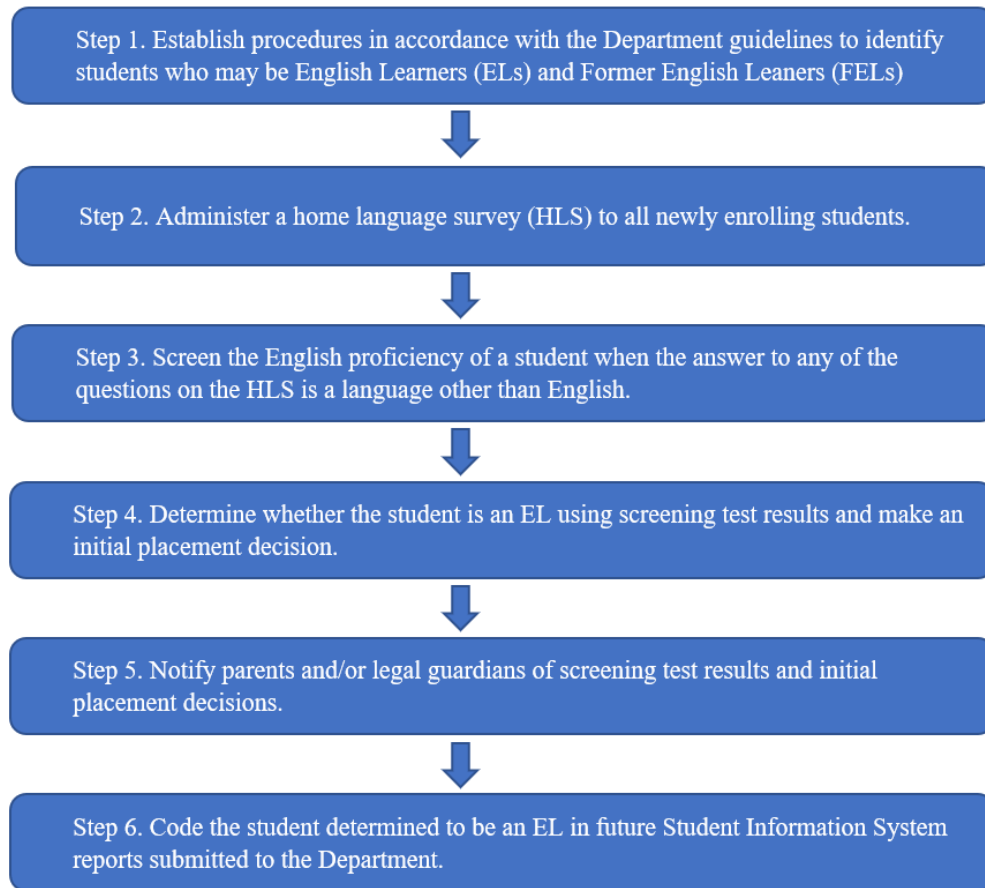 Step 1. Establish procedures in accordance with the Department guidelines to identify
students who may be English Learners (ELs) and Former English Leaners (FELs)
Step 2. Administer a home language survey (HLS) to all newly enrolling students.
Step 3. Screen the English proficiency of a student when the answer to any of the
questions on the HLS is a language other than English.
Step 4. Determine whether the student is an EL using screening test results and make an
initial placement decision.
Step 5. Notify parents and/or legal guardians of screening test results and initial
placement decisions.
Step 6. Code the student determined to be an EL in future Student Information System
reports submitted to the Department.